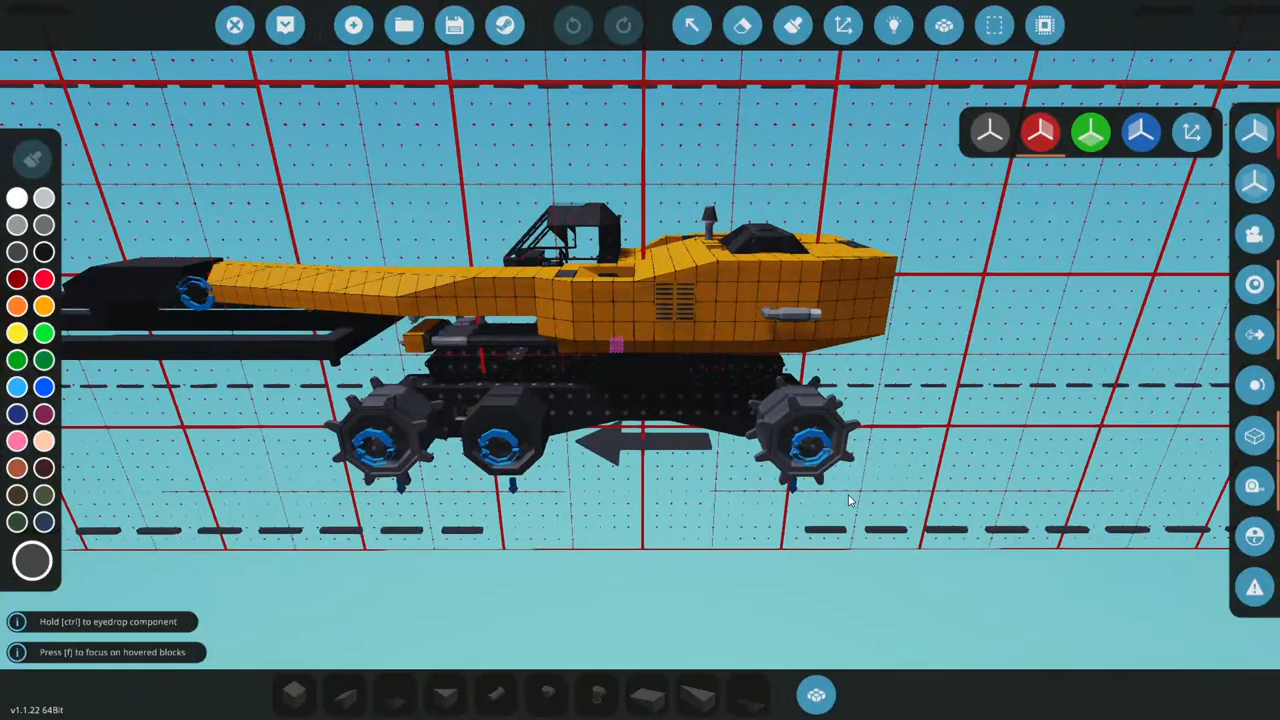 Hold [ctrl] to eyedrop component
Press [f] to focus on hovered blocks
v1.1.22 64Bit